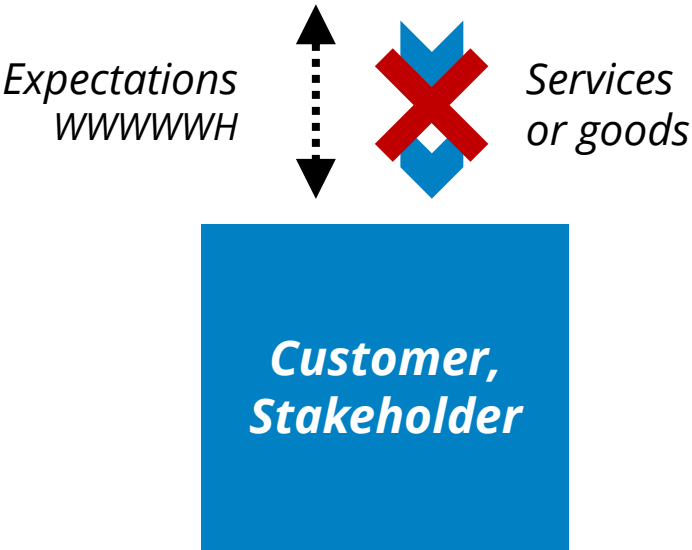 Expectations
WWWWWH
Services
or goods
Customer,
Stakeholder